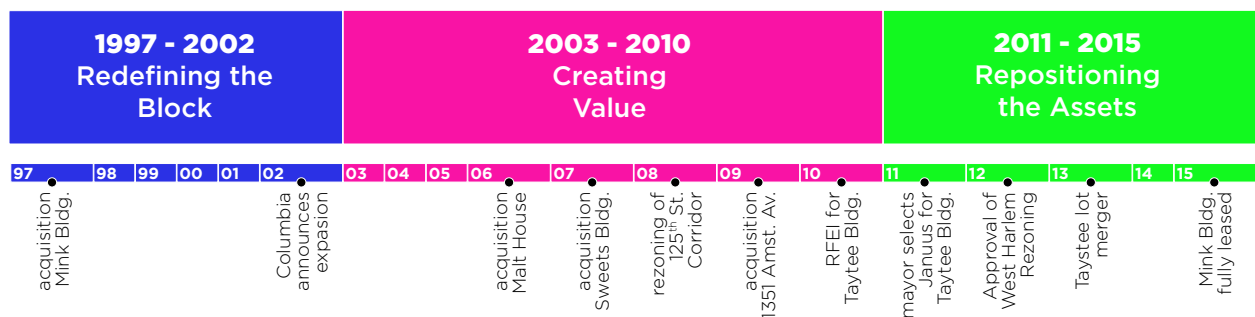 1997 - 2002
Redefining the
Block
2003 - 2010
Creating
Value
2011 - 2015
Repositioning
the Assets
97
98
99
00
01
02
03
04
05
06
07
08
09
10
11
12
13
14
15
acquisition
Mink Bldg.
Columbia
announces
expasion
acquisition
Malt House
acquisition
Sweets Bldg.
rezoning of
125th St.
Corridor
acquisition
1351 Amst. Av.
RFEI for
Taytee Bldg.
mayor selects
Januus for
Taytee Bldg.
Approval of
West Harlem
Rezoning
Taystee lot
merger
Mink Bldg.
fully leased